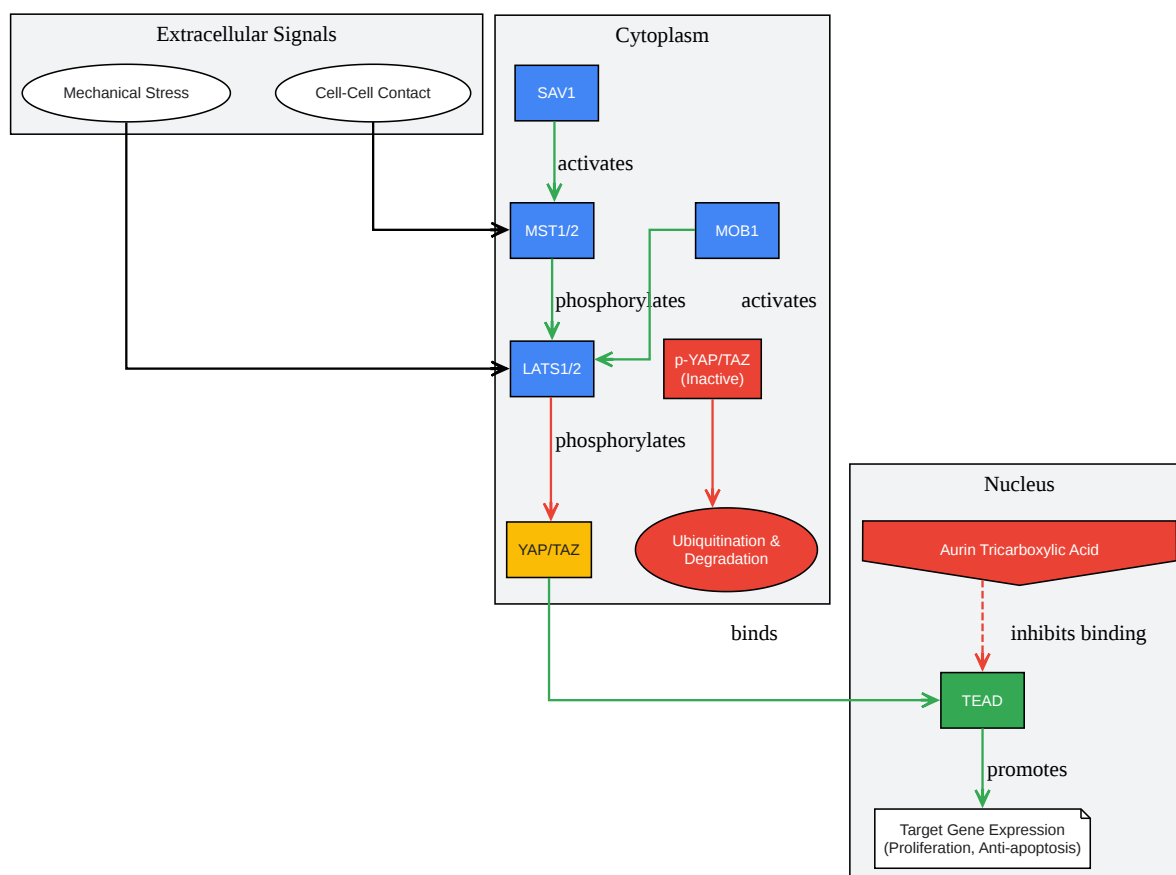 Extracellular Signals
Mechanical Stress
Cell-Cell Contact
Cytoplasm
SAV1
activates
MST1/2
MOB1
phosphorylates
activates
LATS1/2
p-YAP/TAZ
(Inactive)
phosphorylates
YAP/TAZ
Ubiquitination &
Degradation
binds
Nucleus
Aurin Tricarboxylic Acid
inhibits binding
TEAD
promotes
Target Gene Expression
(Proliferation, Anti-apoptosis)